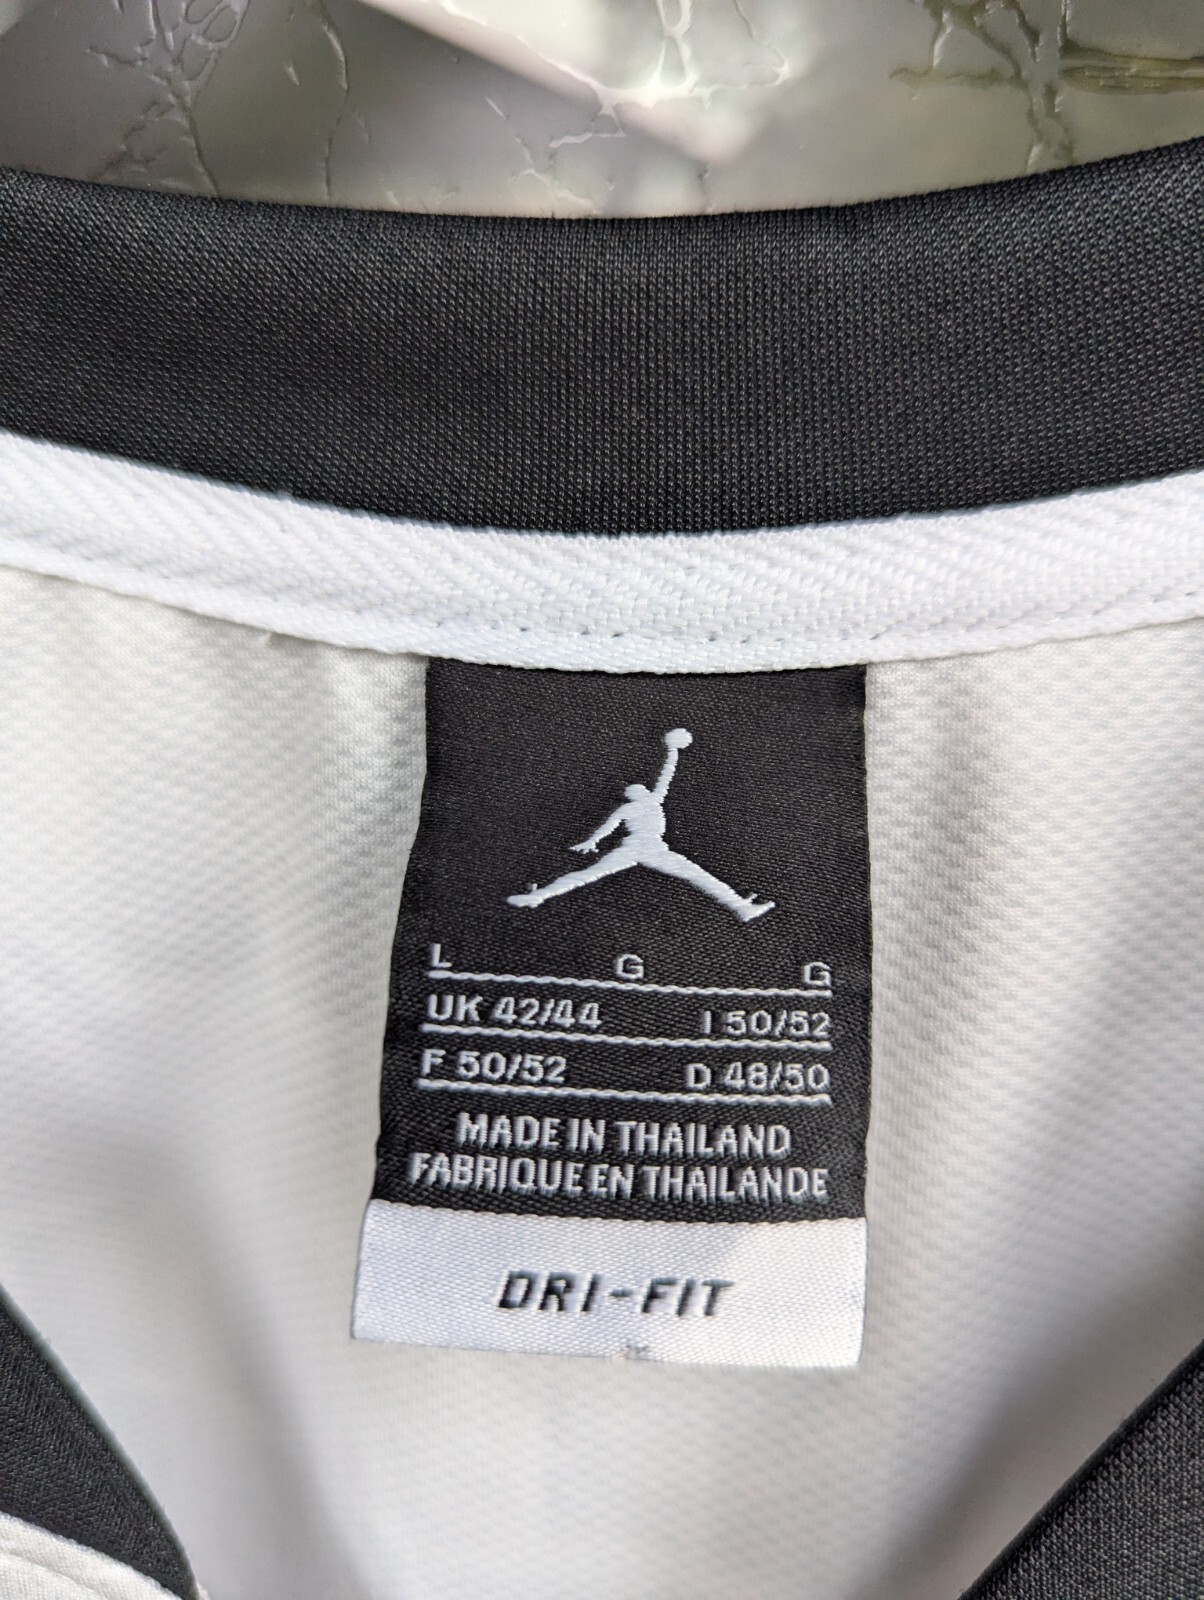 L G G
UK 42/44 I 50/52
F 50/52 D 48/50
MADE IN THAILAND
FABRIQUE EN THAILANDE
DRI-FIT